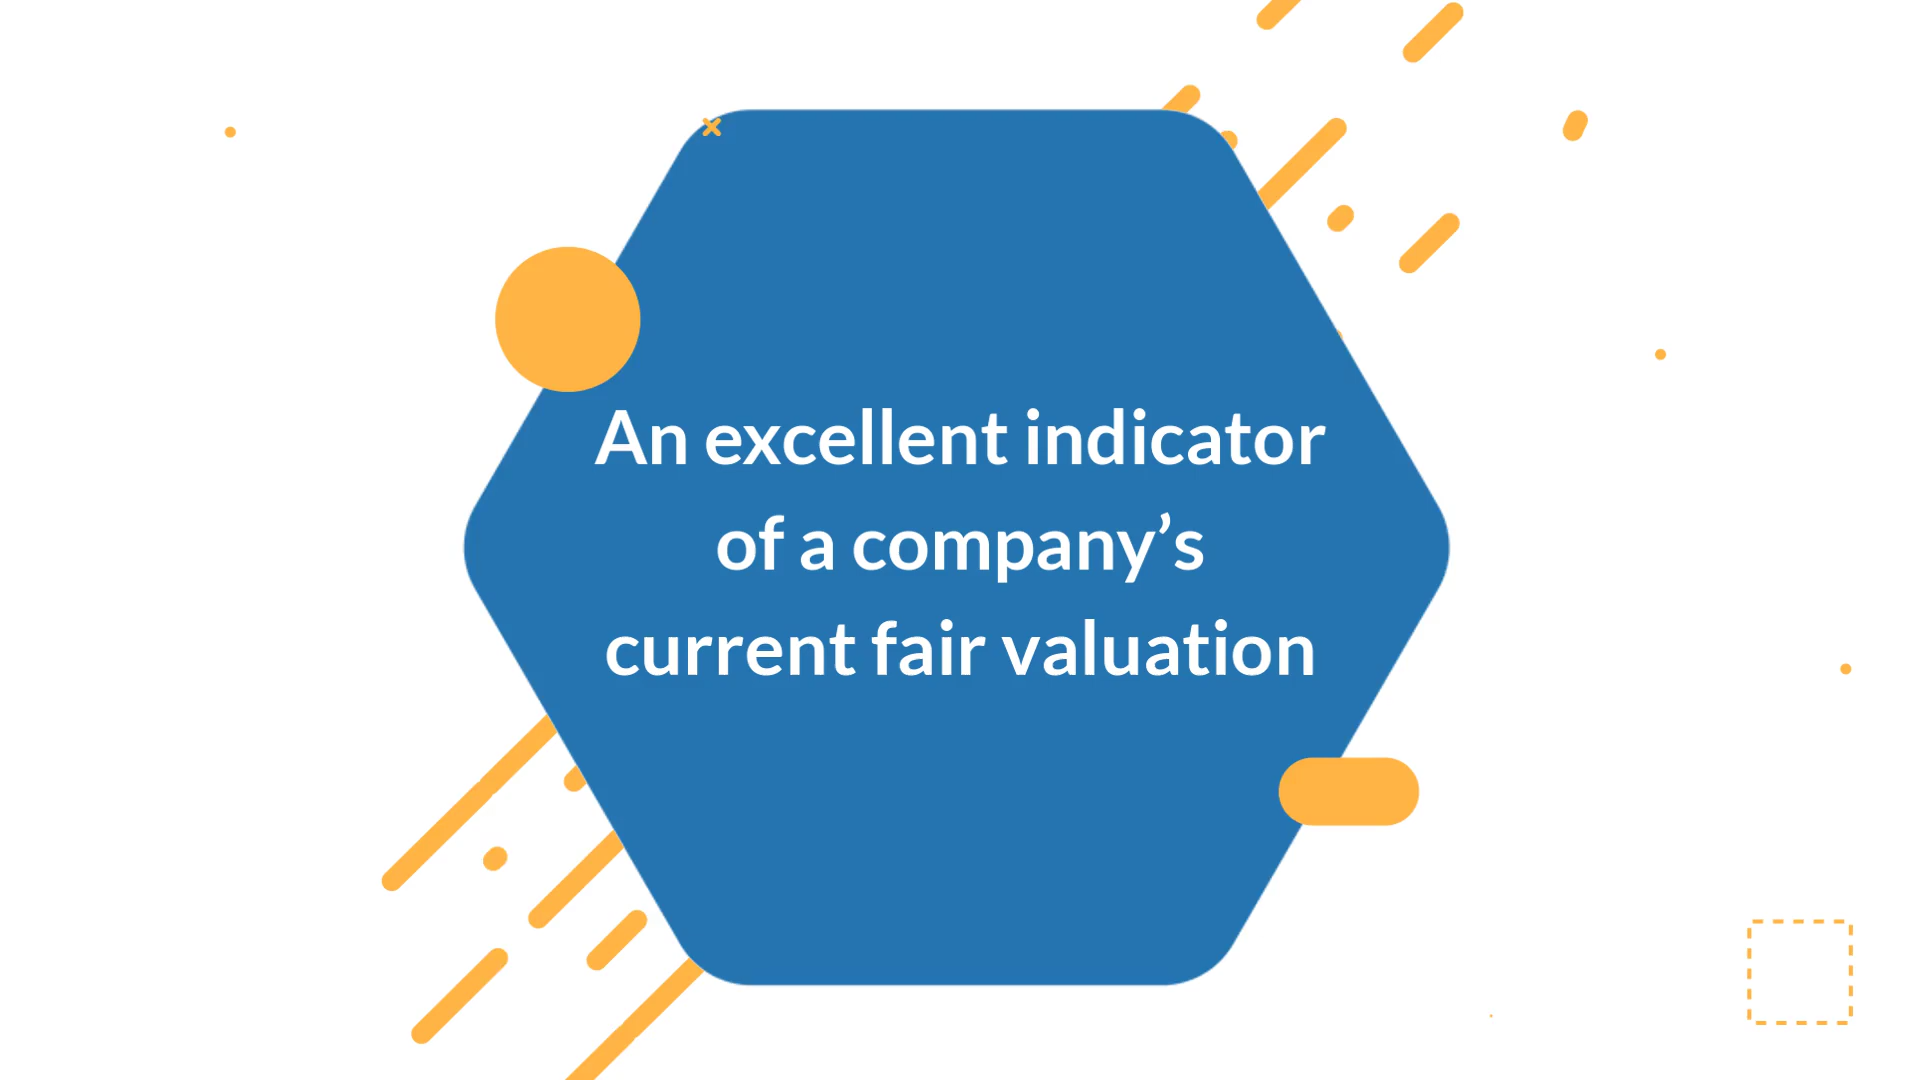 An excellent indicator
of a company’s
current fair valuation